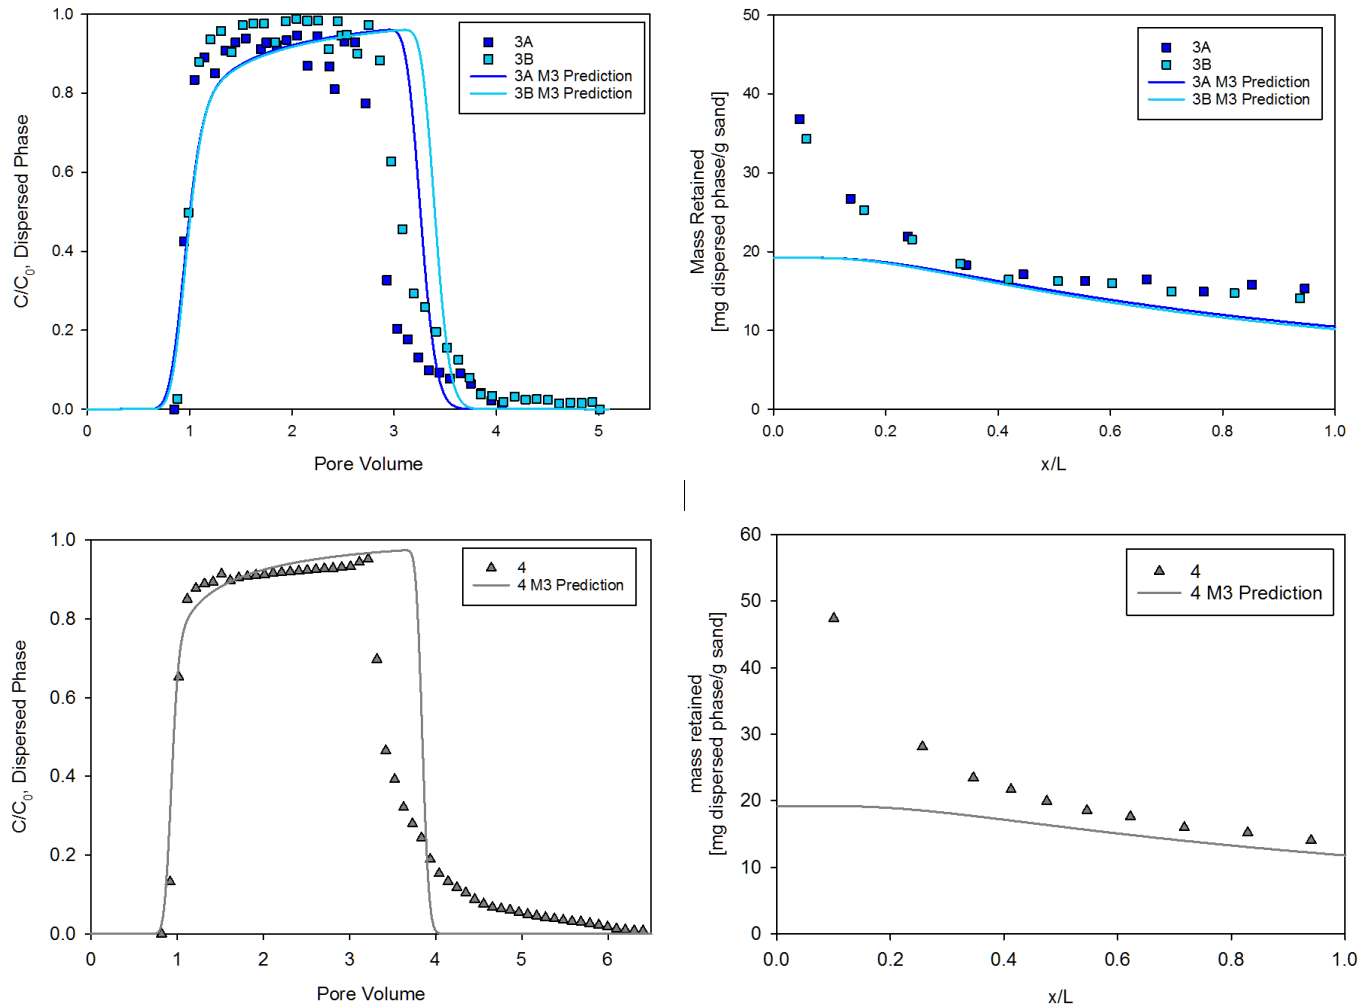 1.0
0.8
0.6
0.4
0.2
0.0
C/C0, Dispersed Phase
3A
3B
3A M3 Prediction
3B M3 Prediction
0 1 2 3 4 5
Pore Volume
50
40
30
20
10
0
Mass Retained
[mg dispersed phase/g sand]
3A
3B
3A M3 Prediction
3B M3 Prediction
0.0 0.2 0.4 0.6 0.8 1.0
x/L
1.0
0.8
0.6
0.4
0.2
0.0
C/C0, Dispersed Phase
4
4 M3 Prediction
0 1 2 3 4 5 6
Pore Volume
60
50
40
30
20
10
0
mass retained
[mg dispersed phase/g sand]
4
4 M3 Prediction
0.0 0.2 0.4 0.6 0.8 1.0
x/L